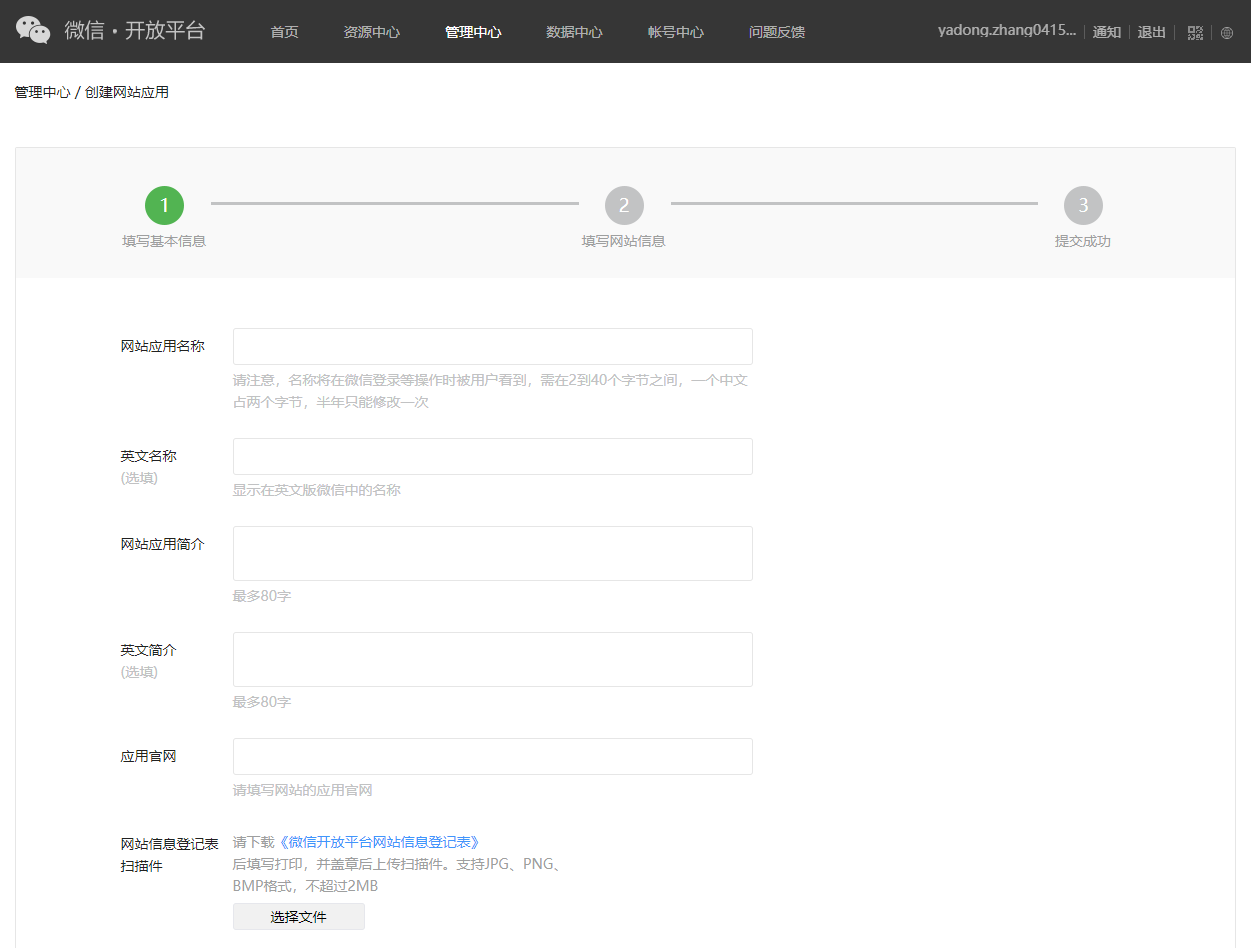 微信·开放平台 首页 资源中心 管理中心 数据中心 帐号中心 问题反馈 yadong.zhang0415... 通知 退出
管理中心 / 创建网站应用
1 2 3
填写基本信息 填写网站信息 提交成功
网站应用名称
请注意，名称将在微信登录等操作时被用户看到，需在2到40个字节之间，一个中文
占两个字节，半年只能修改一次
英文名称
(选填)
显示在英文版微信中的名称
网站应用简介
最多80字
英文简介
(选填)
最多80字
应用官网
请填写网站的应用官网
网站信息登记表
扫描件
请下载《微信开放平台网站信息登记表》
后填写打印，并盖章后上传扫描件。支持JPG、PNG、
BMP格式，不超过2MB
选择文件